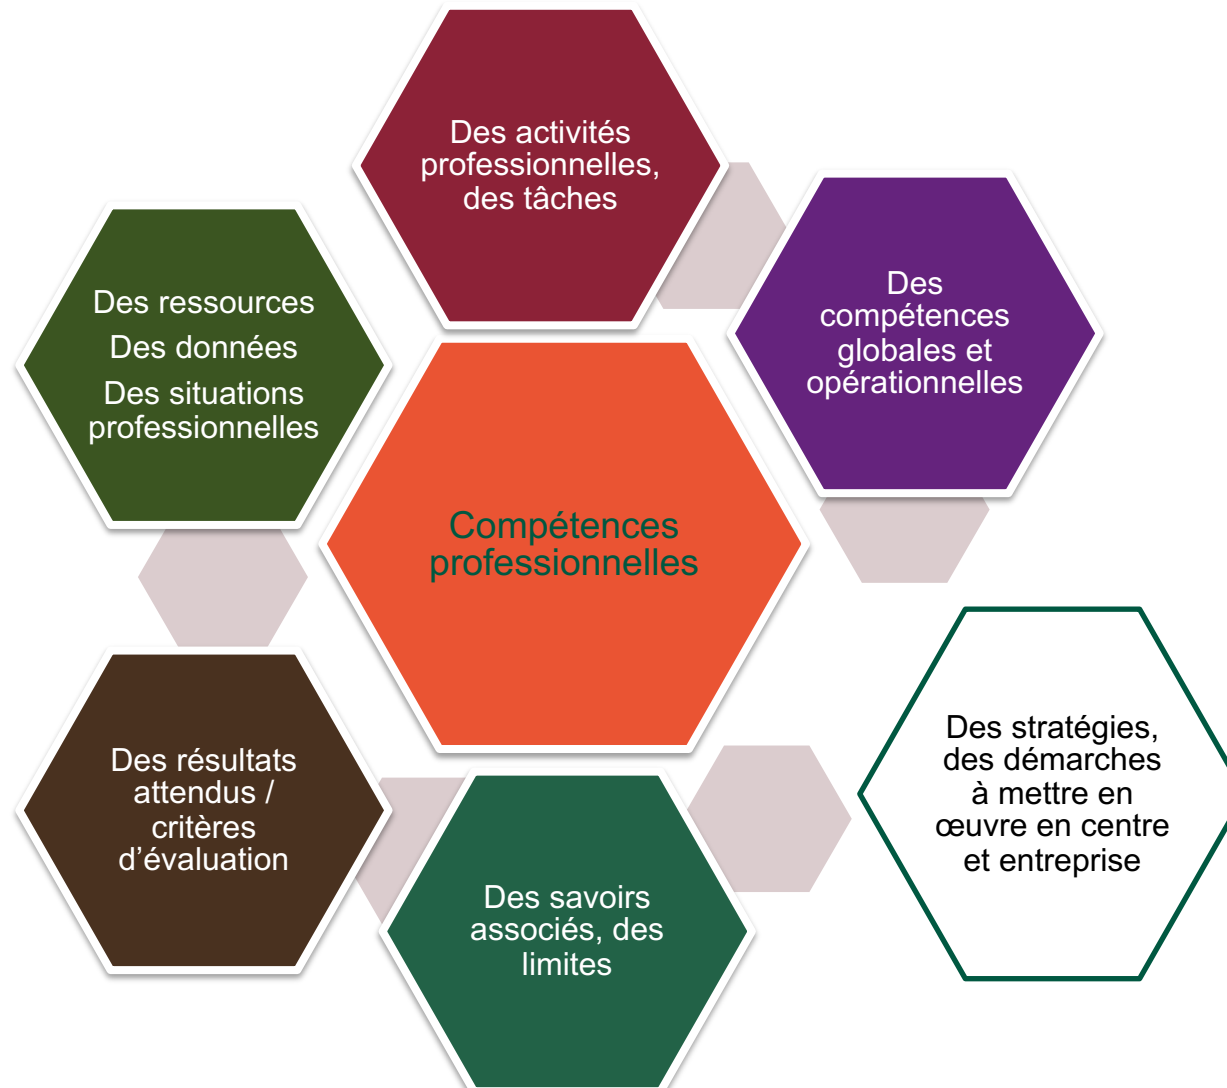 Des activités
professionnelles,
des tâches
Des
compétences
globales et
opérationnelles
Des ressources
Des données
Des situations
professionnelles
Compétences
professionnelles
Des stratégies,
des démarches
à mettre en
œuvre en centre
et entreprise
Des résultats
attendus /
critères
d’évaluation
Des savoirs
associés, des
limites